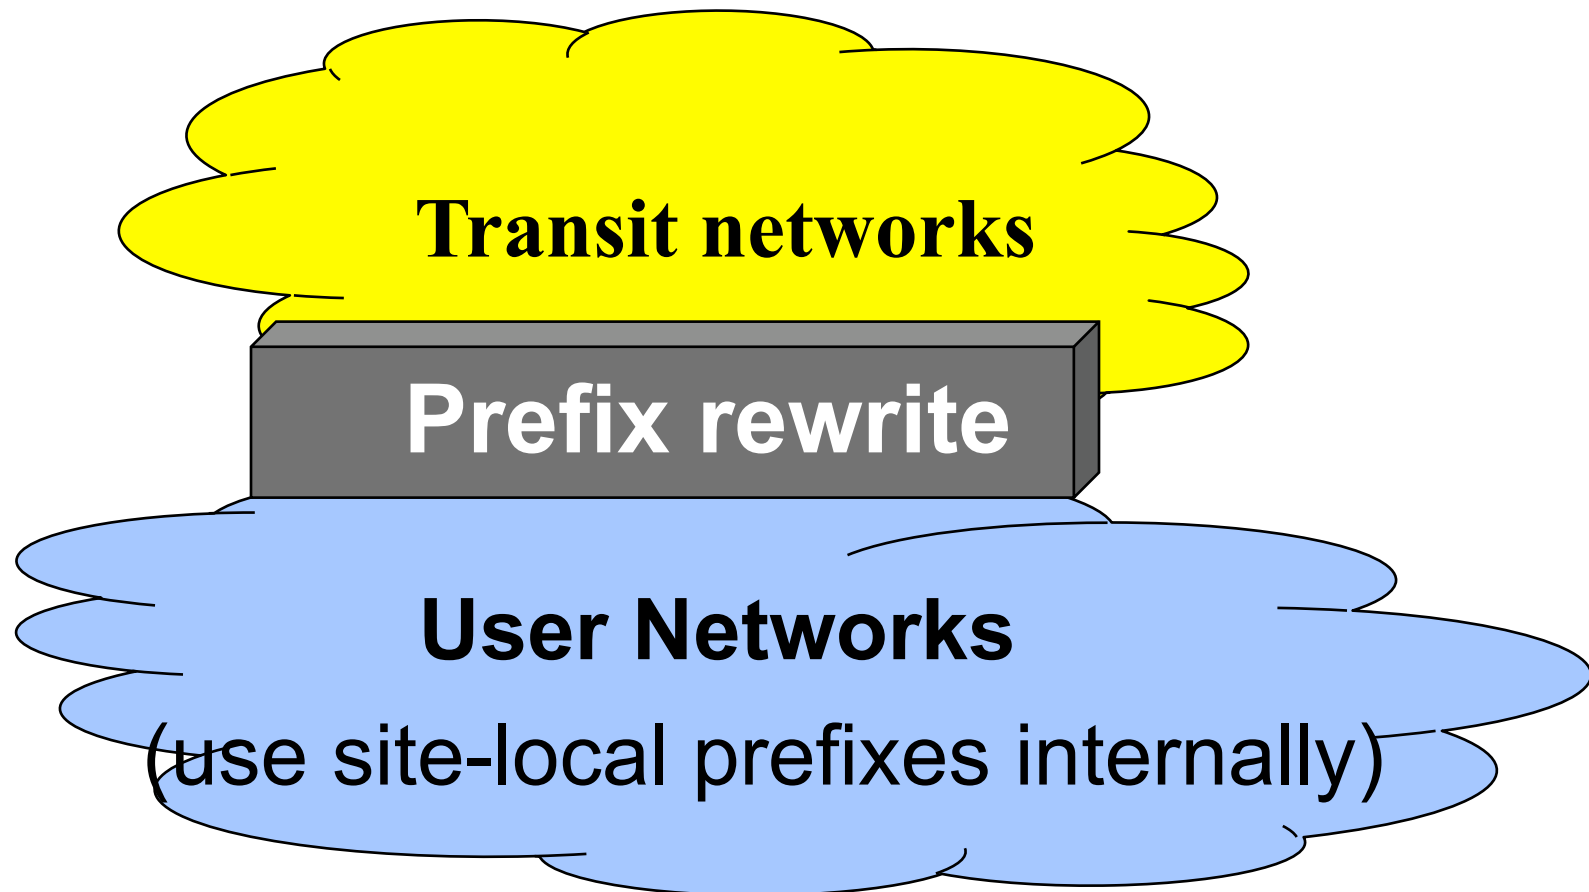 Transit networks
Prefix rewrite
User Networks
(use site-local prefixes internally)